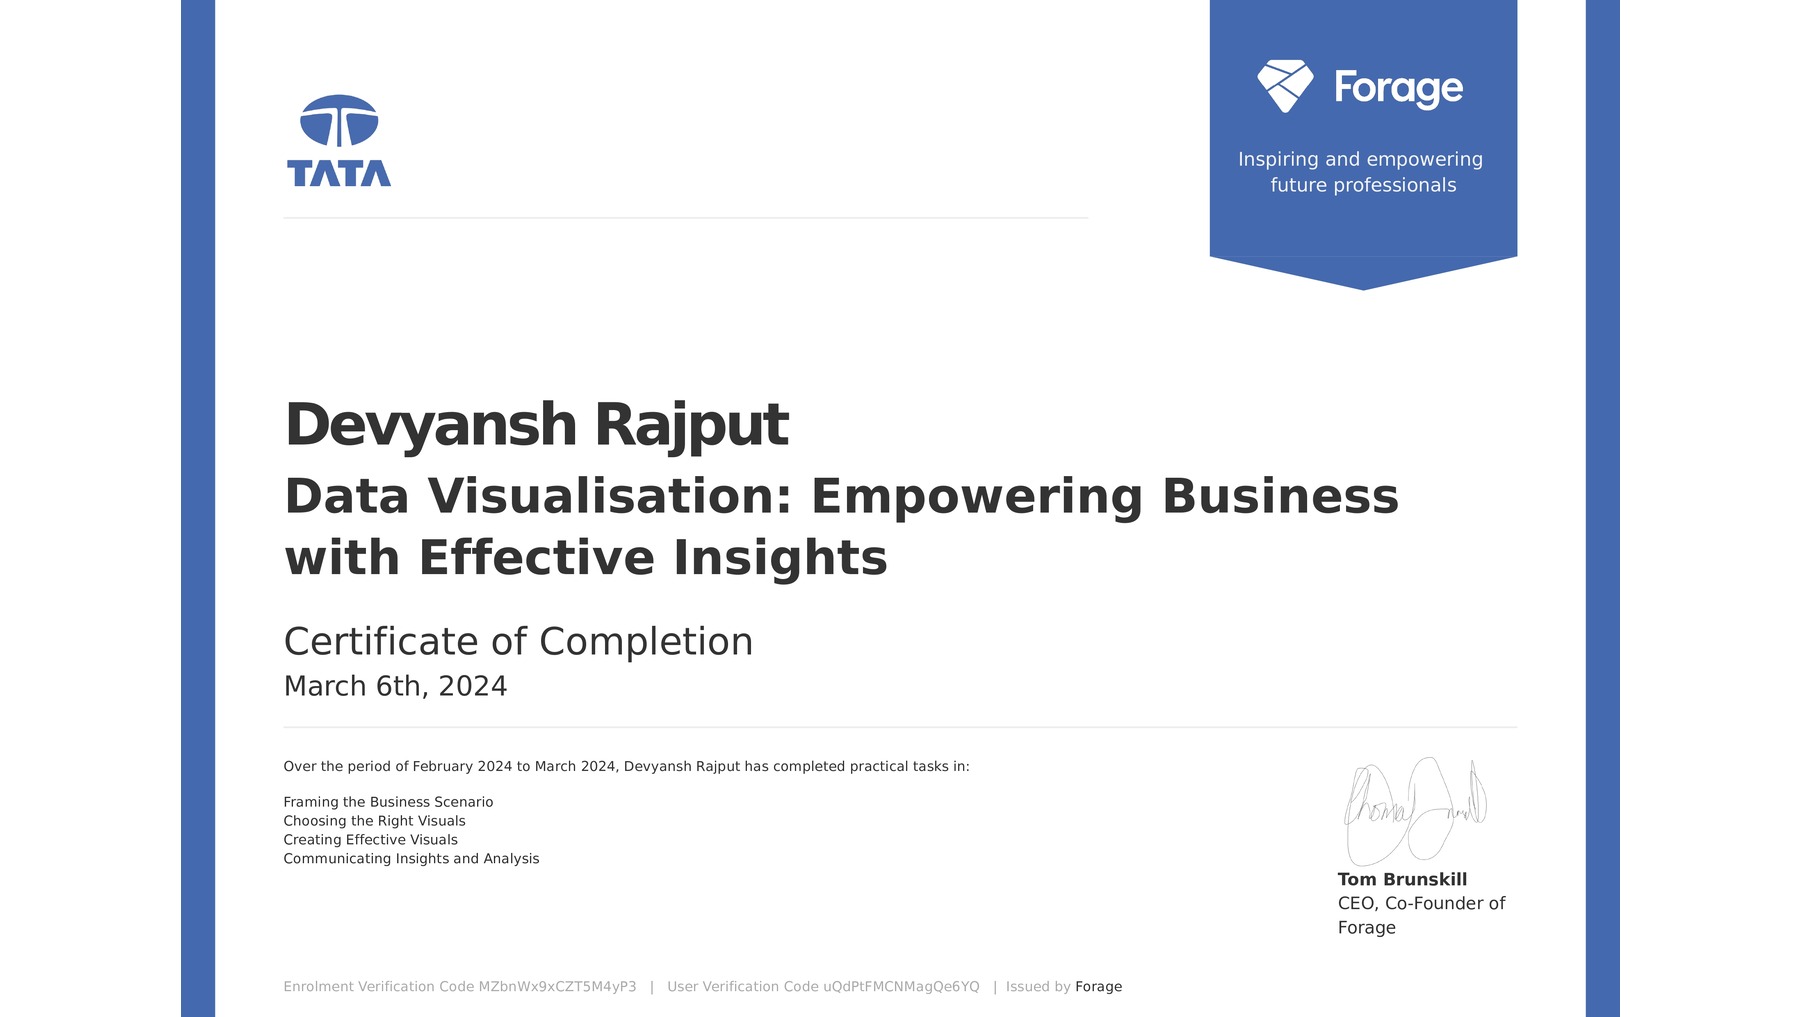 TATA
Forage
Inspiring and empowering
future professionals
Devyansh Rajput
Data Visualisation: Empowering Business
with Effective Insights
Certificate of Completion
March 6th, 2024
Over the period of February 2024 to March 2024, Devyansh Rajput has completed practical tasks in:
Framing the Business Scenario
Choosing the Right Visuals
Creating Effective Visuals
Communicating Insights and Analysis
Tom Brunskill
CEO, Co-Founder of
Forage
Enrolment Verification Code MZbnWx9xCZT5M4yP3 | User Verification Code uQdPtFMCNMagQe6YQ | Issued by Forage